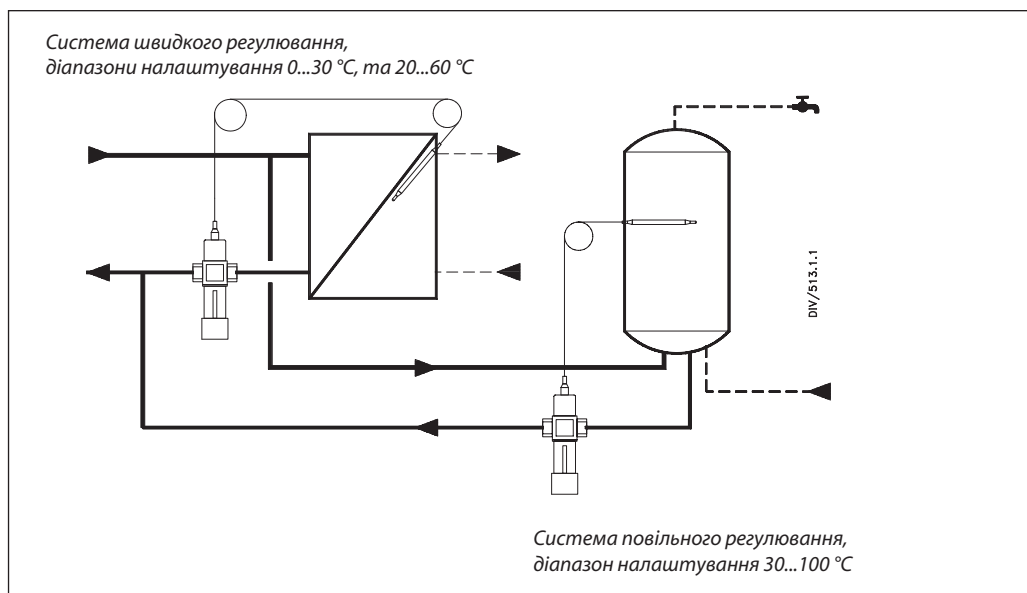 Система швидкого регулювання,
діапазони налаштування 0...30 °C, та 20...60 °C
DIV/513.1.1
Система повільного регулювання,
діапазон налаштування 30...100 °C